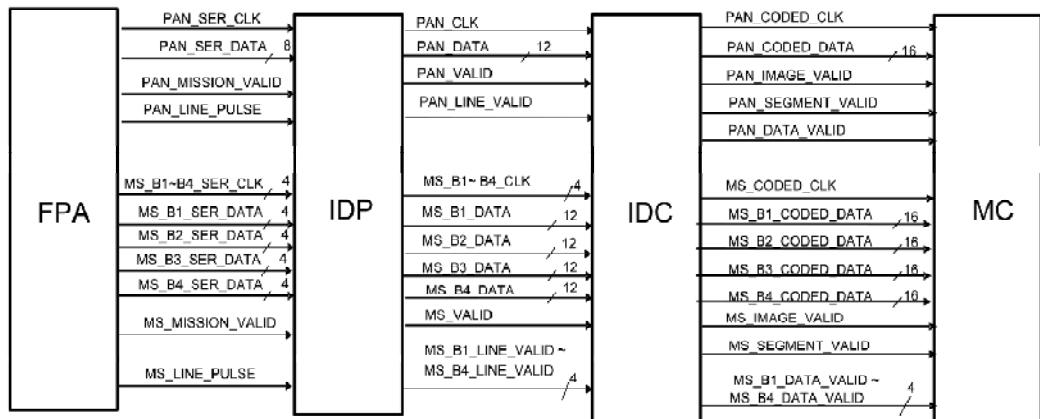 FPA
PAN_SER_CLK
PAN_SER_DATA 8
PAN_MISSION_VALID
PAN_LINE_PULSE
MS_B1~B4_SER_CLK 4
MS_B1_SER_DATA 4
MS_B2_SER_DATA 4
MS_B3_SER_DATA 4
MS_B4_SER_DATA 4
MS_MISSION_VALID
MS_LINE_PULSE
IDP
PAN_CLK
PAN_DATA 12
PAN_VALID
PAN_LINE_VALID
MS_B1~B4_CLK 4
MS_B1_DATA 12
MS_B2_DATA 12
MS_B3_DATA 12
MS_B4_DATA 12
MS_VALID
MS_B1_LINE_VALID ~
MS_B4_LINE_VALID 4
IDC
PAN_CODED_CLK
PAN_CODED_DATA 16
PAN_IMAGE_VALID
PAN_SEGMENT_VALID
PAN_DATA_VALID
MS_CODED_CLK
MS_B1_CODED_DATA 16
MS_B2_CODED_DATA 16
MS_B3_CODED_DATA 16
MS_B4_CODED_DATA 16
MS_IMAGE_VALID
MS_SEGMENT_VALID
MS_B1_DATA_VALID ~
MS_B4_DATA_VALID 4
MC